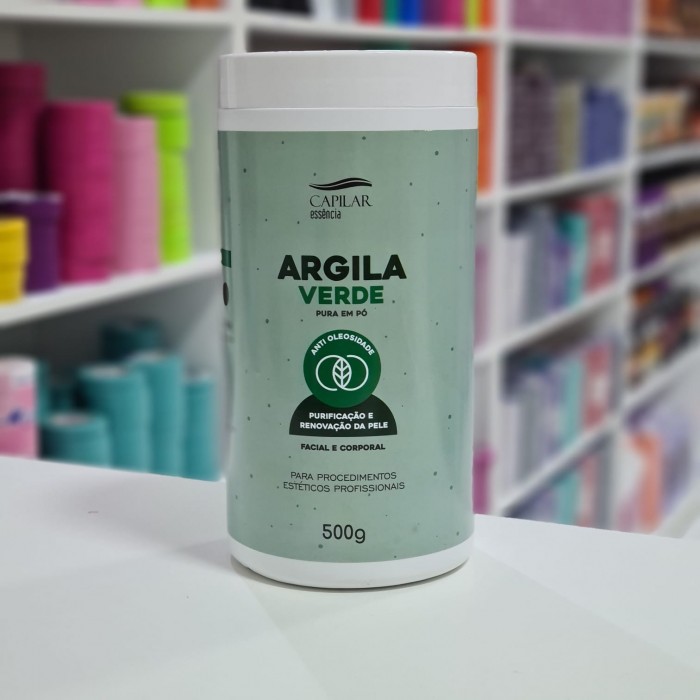 CAPILAR
essência
ARGILA
VERDE
PURA EM PÓ
ANTI OLEOSIDADE
PURIFICAÇÃO E
RENOVAÇÃO DA PELE
FACIAL E CORPORAL
PARA PROCEDIMENTOS
ESTÉTICOS PROFISSIONAIS
500g